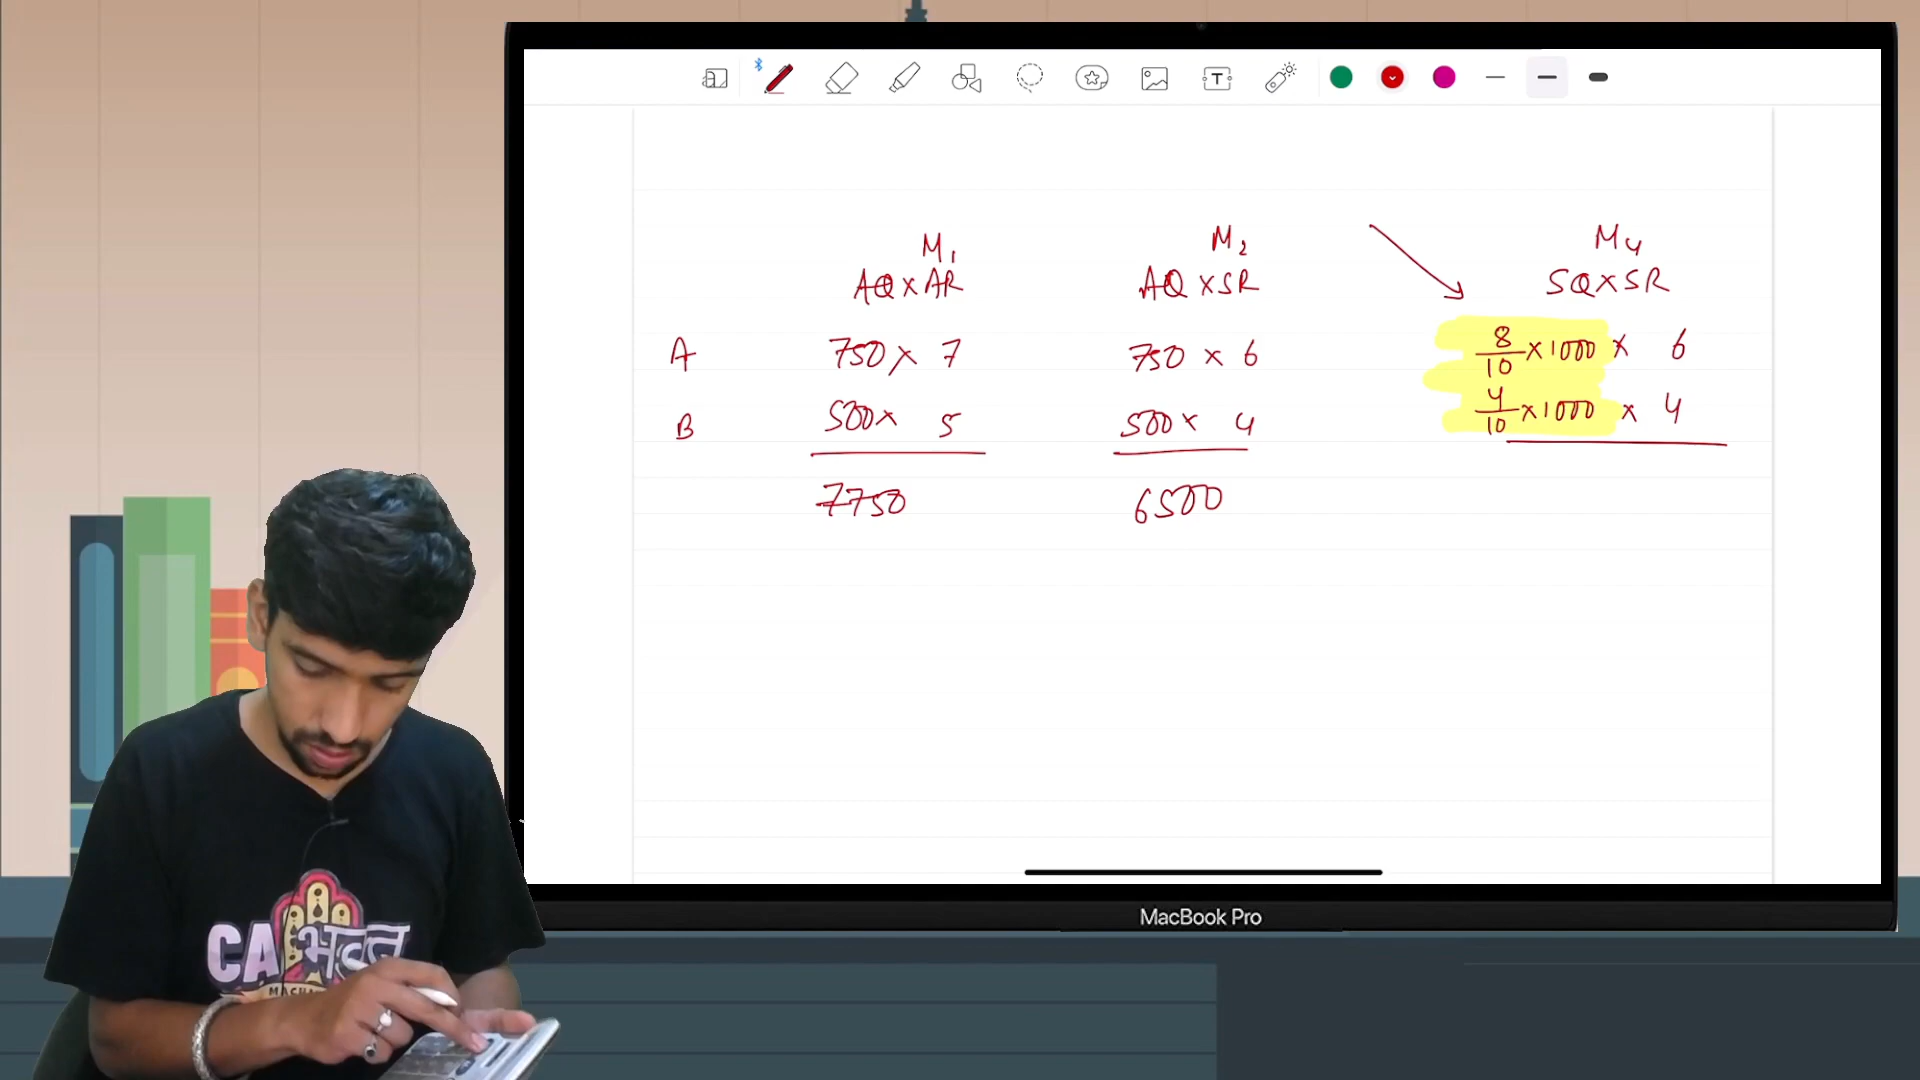 M1 M2 M4
AQ x AR AQ x SR SQ x SR
A 750 x 7 750 x 6 8/10 x 1000 x 6
B 500 x 5 500 x 4 4/10 x 1000 x 4
7750 6500
MacBook Pro
CA भवन